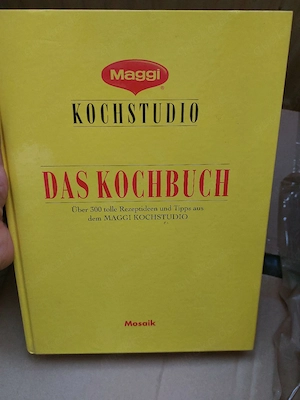 Maggi
KOCHSTUDIO
DAS KOCHBUCH
Über 300 tolle Rezeptideen und Tipps aus
dem MAGGI KOCHSTUDIO
Mosaik